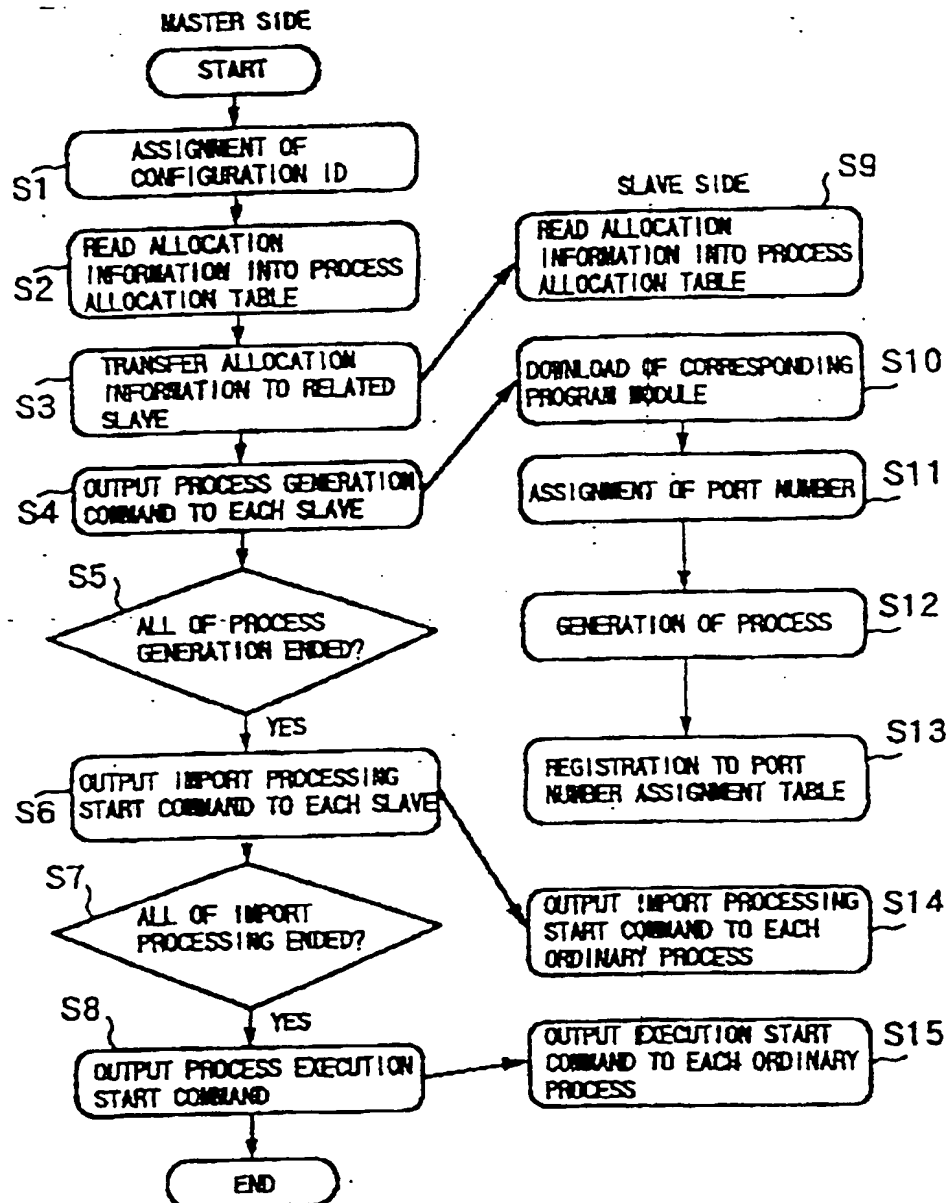 MASTER SIDE
START
S1
ASSIGNMENT OF
CONFIGURATION ID
S2
READ ALLOCATION
INFORMATION INTO PROCESS
ALLOCATION TABLE
S3
TRANSFER ALLOCATION
INFORMATION TO RELATED
SLAVE
S4
OUTPUT PROCESS GENERATION
COMMAND TO EACH SLAVE
S5
ALL OF PROCESS
GENERATION ENDED?
YES
S6
OUTPUT IMPORT PROCESSING
START COMMAND TO EACH SLAVE
S7
ALL OF IMPORT
PROCESSING ENDED?
YES
S8
OUTPUT PROCESS EXECUTION
START COMMAND
END
SLAVE SIDE
S9
READ ALLOCATION
INFORMATION INTO PROCESS
ALLOCATION TABLE
S10
DOWNLOAD OF CORRESPONDING
PROGRAM MODULE
S11
ASSIGNMENT OF PORT NUMBER
S12
GENERATION OF PROCESS
S13
REGISTRATION TO PORT
NUMBER ASSIGNMENT TABLE
S14
OUTPUT IMPORT PROCESSING
START COMMAND TO EACH
ORDINARY PROCESS
S15
OUTPUT EXECUTION START
COMMAND TO EACH ORDINARY
PROCESS